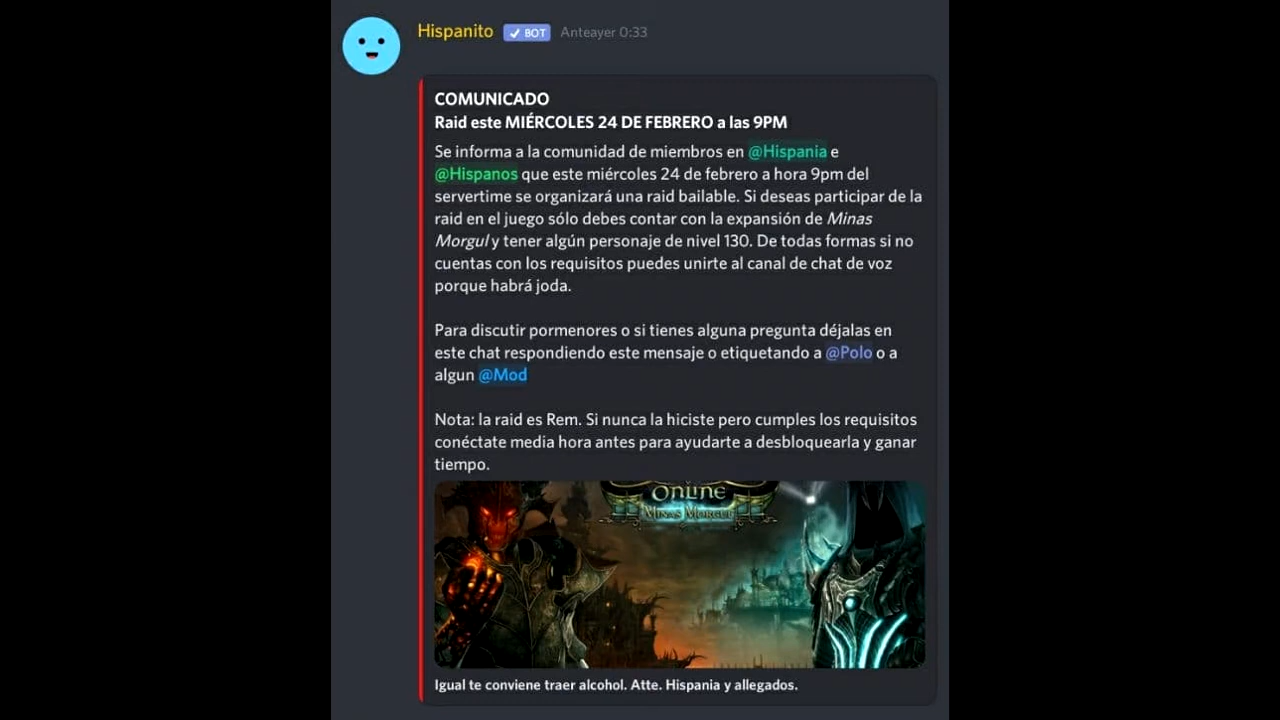 Hispanito BOT Anteayer 0:33
COMUNICADO
Raid este MIÉRCOLES 24 DE FEBRERO a las 9PM
Se informa a la comunidad de miembros en @Hispania e
@Hispanos que este miércoles 24 de febrero a hora 9pm del
servertime se organizará una raid bailable. Si deseas participar de la
raid en el juego sólo debes contar con la expansión de Minas
Morgul y tener algún personaje de nivel 130. De todas formas si no
cuentas con los requisitos puedes unirte al canal de chat de voz
porque habrá joda.
Para discutir pormenores o si tienes alguna pregunta déjalas en
este chat respondiendo este mensaje o etiquetando a @Polo o a
algun @Mod
Nota: la raid es Rem. Si nunca la hiciste pero cumples los requisitos
conéctate media hora antes para ayudarte a desbloquearla y ganar
tiempo.
ONLINE
MINAS MORGUL
Igual te conviene traer alcohol. Atte. Hispania y allegados.